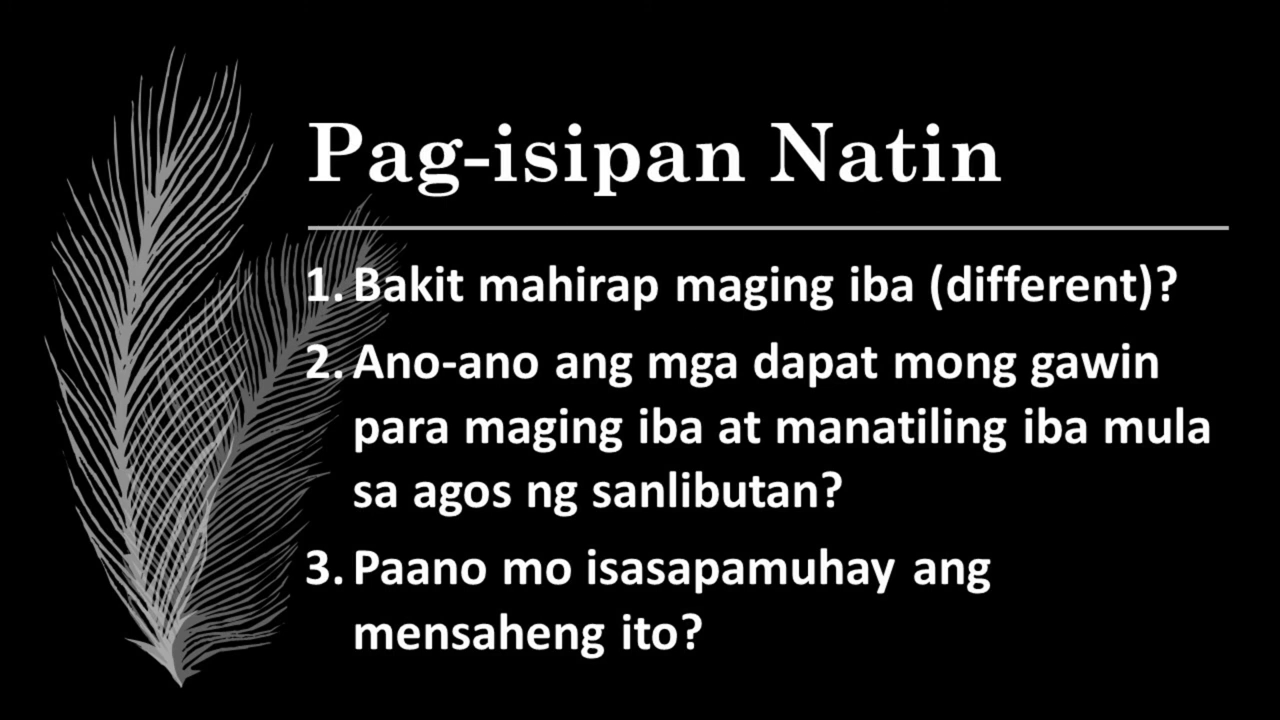 Pag-isipan Natin
1. Bakit mahirap maging iba (different)?
2. Ano-ano ang mga dapat mong gawin
para maging iba at manatiling iba mula
sa agos ng sanlibutan?
3. Paano mo isasapamuhay ang
mensaheng ito?